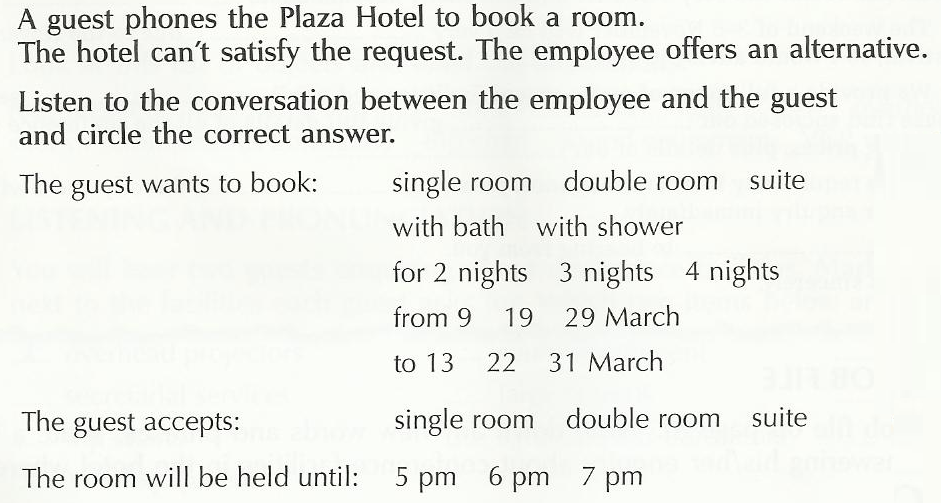 A guest phones the Plaza Hotel to book a room.
The hotel can't satisfy the request. The employee offers an alternative.
Listen to the conversation between the employee and the guest
and circle the correct answer.
The guest wants to book: single room double room suite
with bath with shower
for 2 nights 3 nights 4 nights
from 9 19 29 March
to 13 22 31 March
The guest accepts: single room double room suite
The room will be held until: 5 pm 6 pm 7 pm